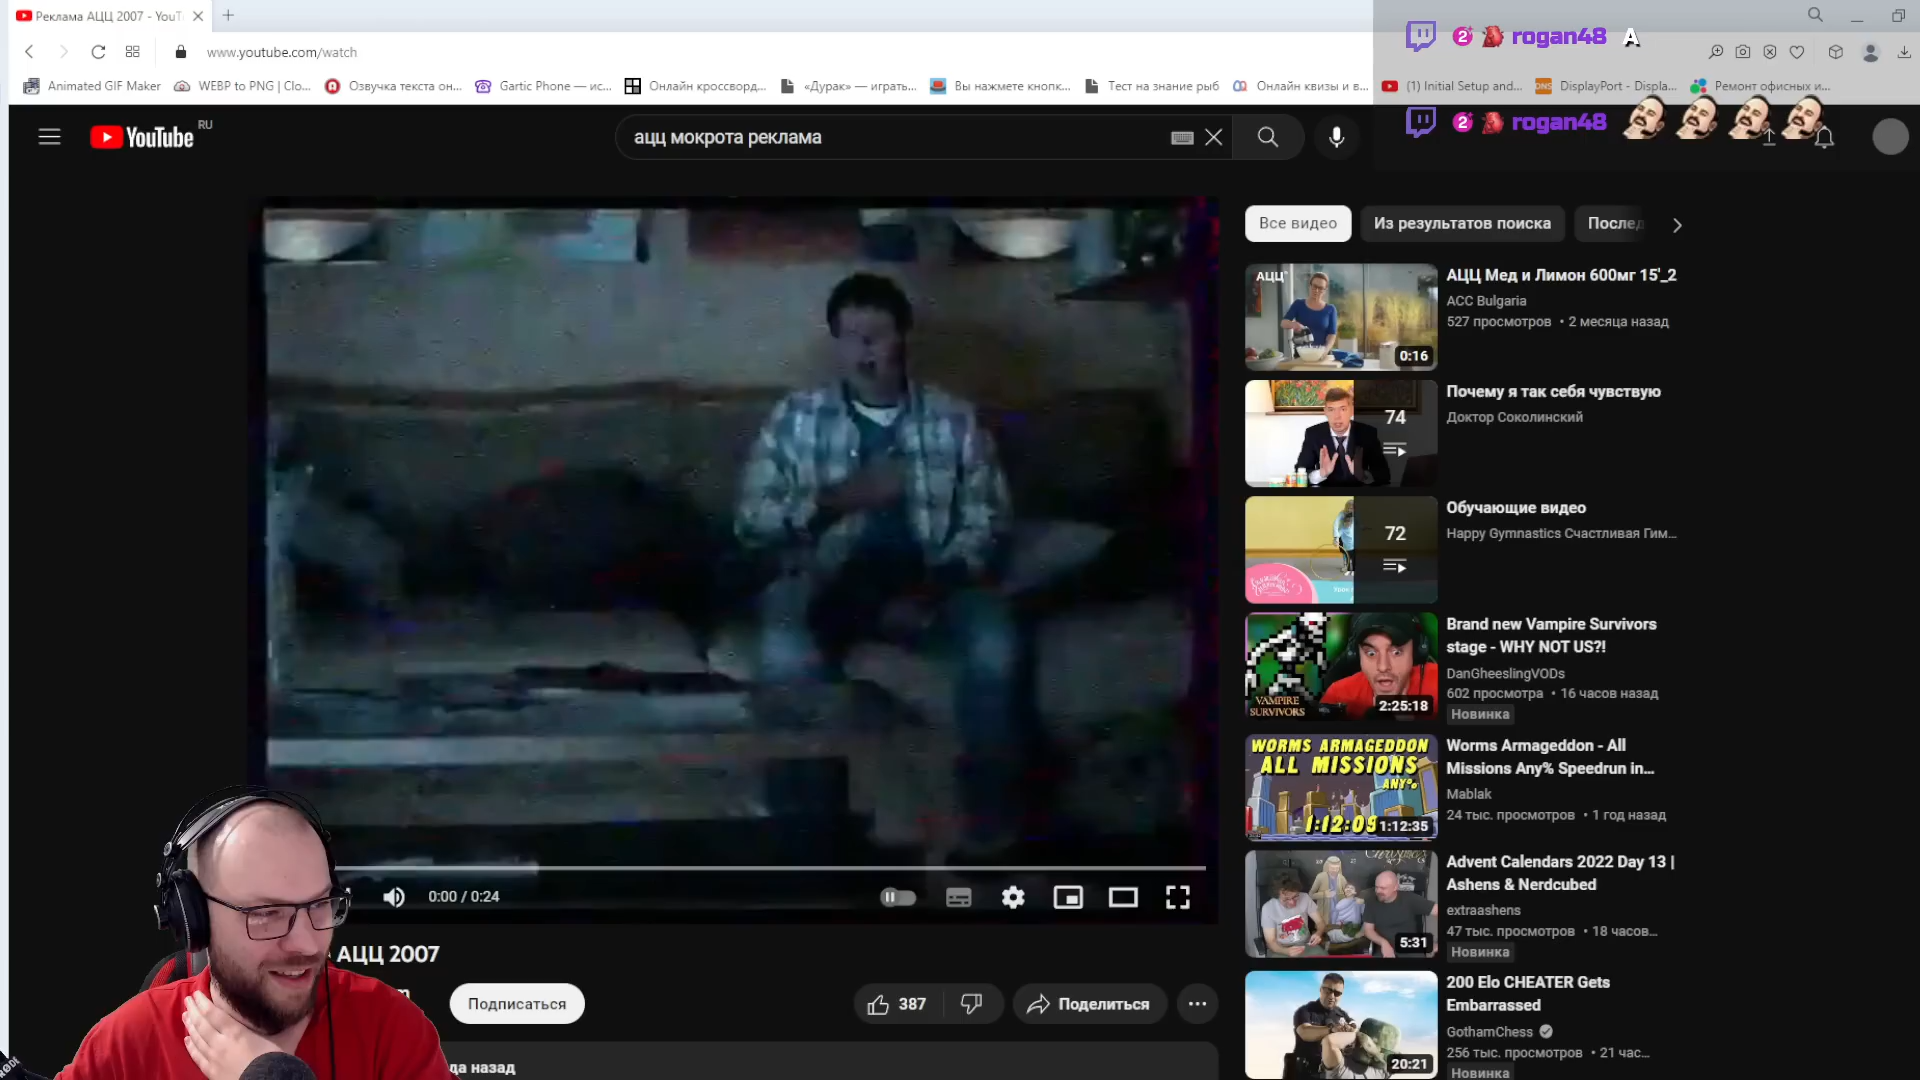 Реклама АЦЦ 2007 - YouT
www.youtube.com/watch
rogan48 A
Animated GIF Maker
WEBP to PNG | Clo...
Озвучка текста он...
Gartic Phone — ис...
Онлайн кроссворд...
«Дурак» — играть...
Вы нажмете кнопк...
Тест на знание рыб
Онлайн квизы и в...
(1) Initial Setup and...
DisplayPort - Displa...
Ремонт офисных и...
YouTube RU
ацц мокрота реклама
rogan48
Все видео
Из результатов поиска
Послед
АЦЦ
0:16
АЦЦ Мед и Лимон 600мг 15'_2
ACC Bulgaria
527 просмотров • 2 месяца назад
74
Почему я так себя чувствую
Доктор Соколинский
72
Обучающие видео
Happy Gymnastics Счастливая Гим...
VAMPIRE
SURVIVORS
2:25:18
Brand new Vampire Survivors
stage - WHY NOT US?!
DanGheeslingVODs
602 просмотра • 16 часов назад
Новинка
WORMS ARMAGEDDON
ALL MISSIONS
ANY%
1:12:09
1:12:35
Worms Armageddon - All
Missions Any% Speedrun in...
Mablak
24 тыс. просмотров • 1 год назад
5:31
Advent Calendars 2022 Day 13 |
Ashens & Nerdcubed
extraashens
47 тыс. просмотров • 18 часов...
Новинка
20:21
200 Elo CHEATER Gets
Embarrassed
GothamChess
256 тыс. просмотров • 21 час...
Новинка
0:00 / 0:24
АЦЦ 2007
Подписаться
387
Поделиться
да назад